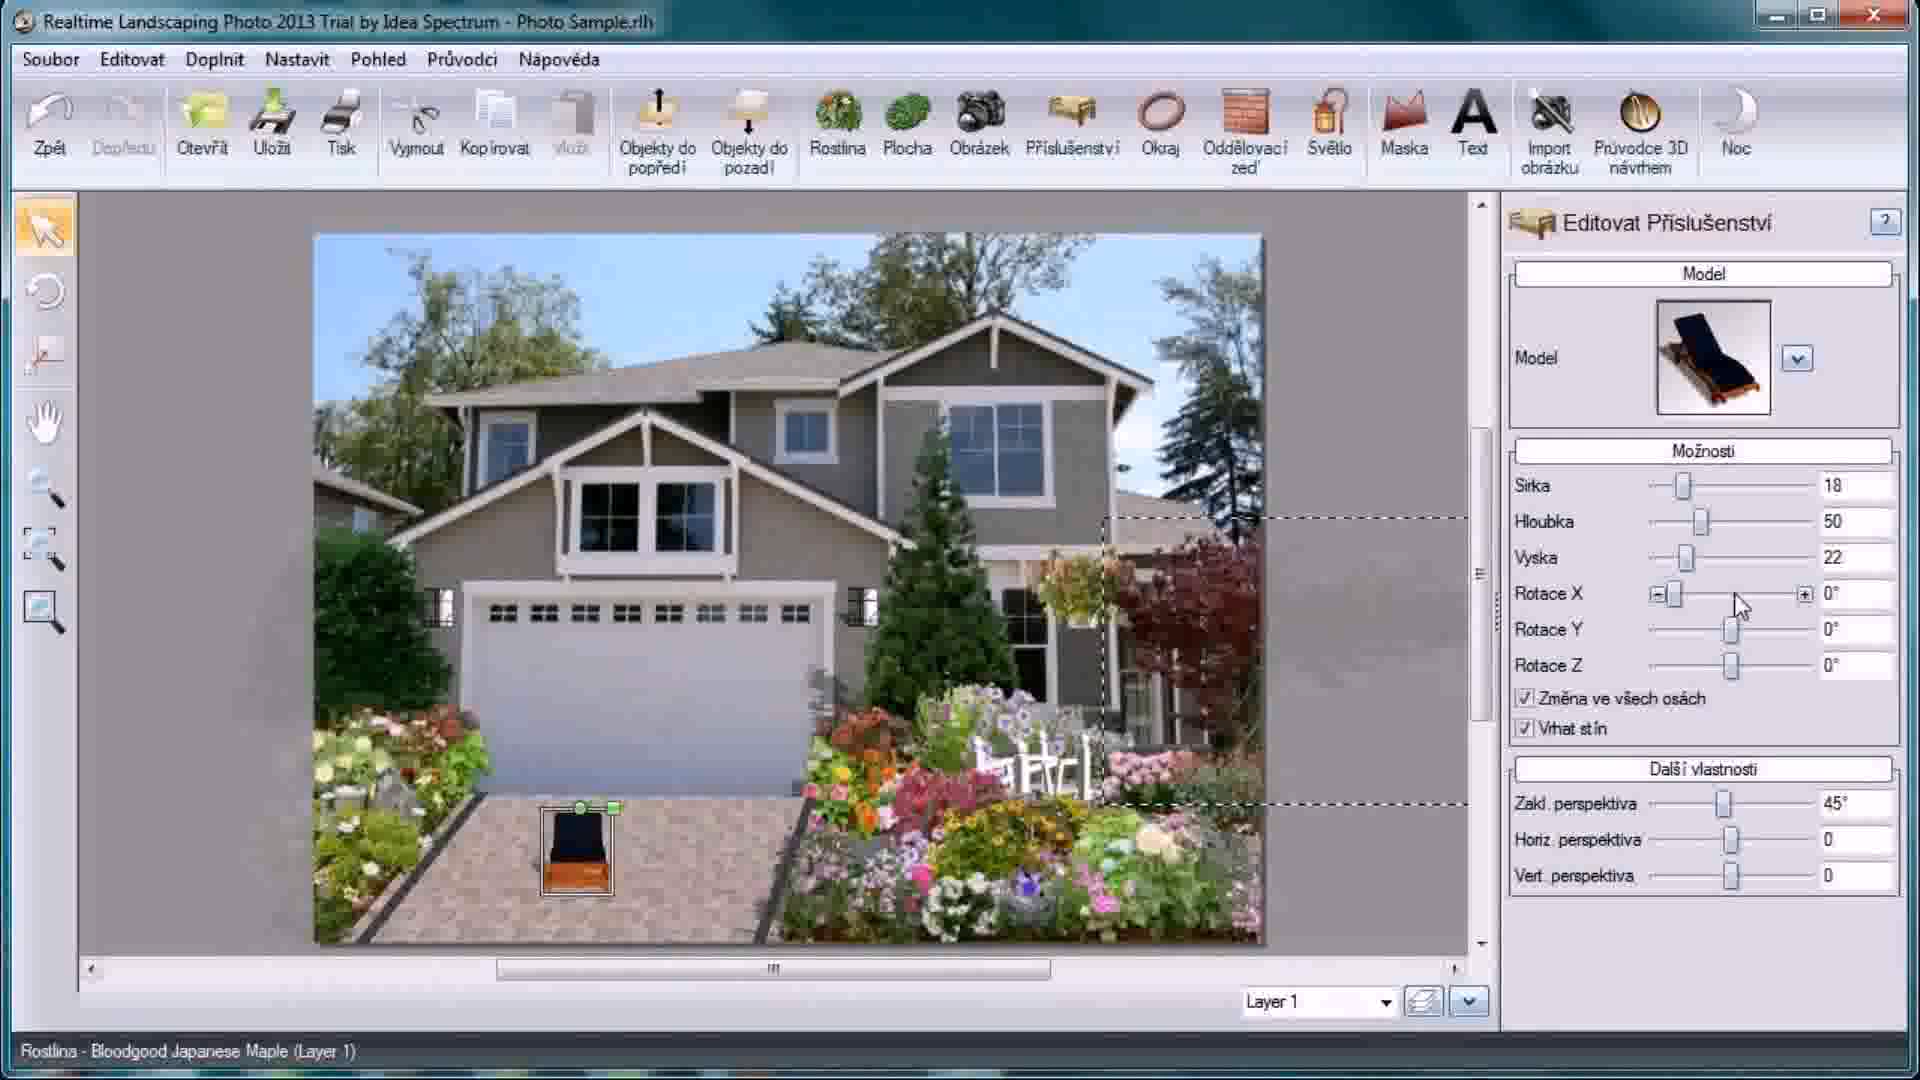 Realtime Landscaping Photo 2013 Trial by Idea Spectrum - Photo Sample.rlh
Soubor Editovat Doplnit Nastavit Pohled Průvodci Nápověda
Zpět Dopředu Otevřít Uložit Tisk Vyjmout Kopírovat Vložit Objekty do popředí Objekty do pozadí Rostlina Plocha Obrázek Příslušenství Okraj Oddělovací zeď Světlo Maska Text Import obrázku Průvodce 3D návrhem Noc
Editovat Příslušenství ?
Model
Model
Možnosti
Sirka 18
Hloubka 50
Vyska 22
Rotace X 0°
Rotace Y 0°
Rotace Z 0°
Změna ve všech osách
Vrhat stín
Další vlastnosti
Zakl. perspektiva 45°
Horiz. perspektiva 0
Vert. perspektiva 0
Layer 1
Rostlina - Bloodgood Japanese Maple (Layer 1)